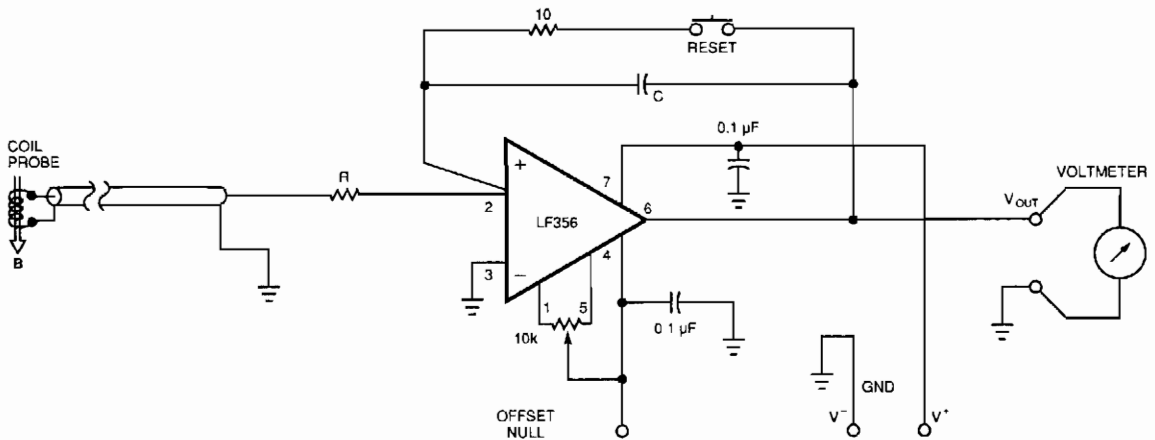 10
RESET
C
COIL
PROBE
B
R
+
2
3
−
LF356
7
6
4
1
5
10k
0.1 μF
0 1 μF
OFFSET
NULL
GND
V⁻
V⁺
V_OUT
VOLTMETER